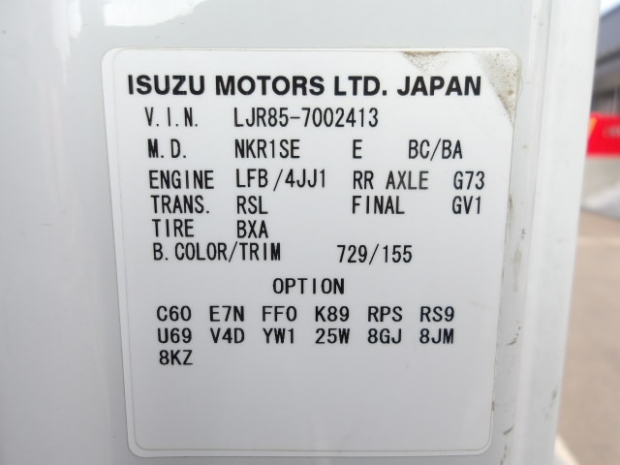 ISUZU MOTORS LTD. JAPAN
V.I.N. LJR85-7002413
M.D. NKR1SE E BC/BA
ENGINE LFB/4JJ1 RR AXLE G73
TRANS. RSL FINAL GV1
TIRE BXA
B.COLOR/TRIM 729/155
OPTION
C60 E7N FF0 K89 RPS RS9
U69 V4D YW1 25W 8GJ 8JM
8KZ